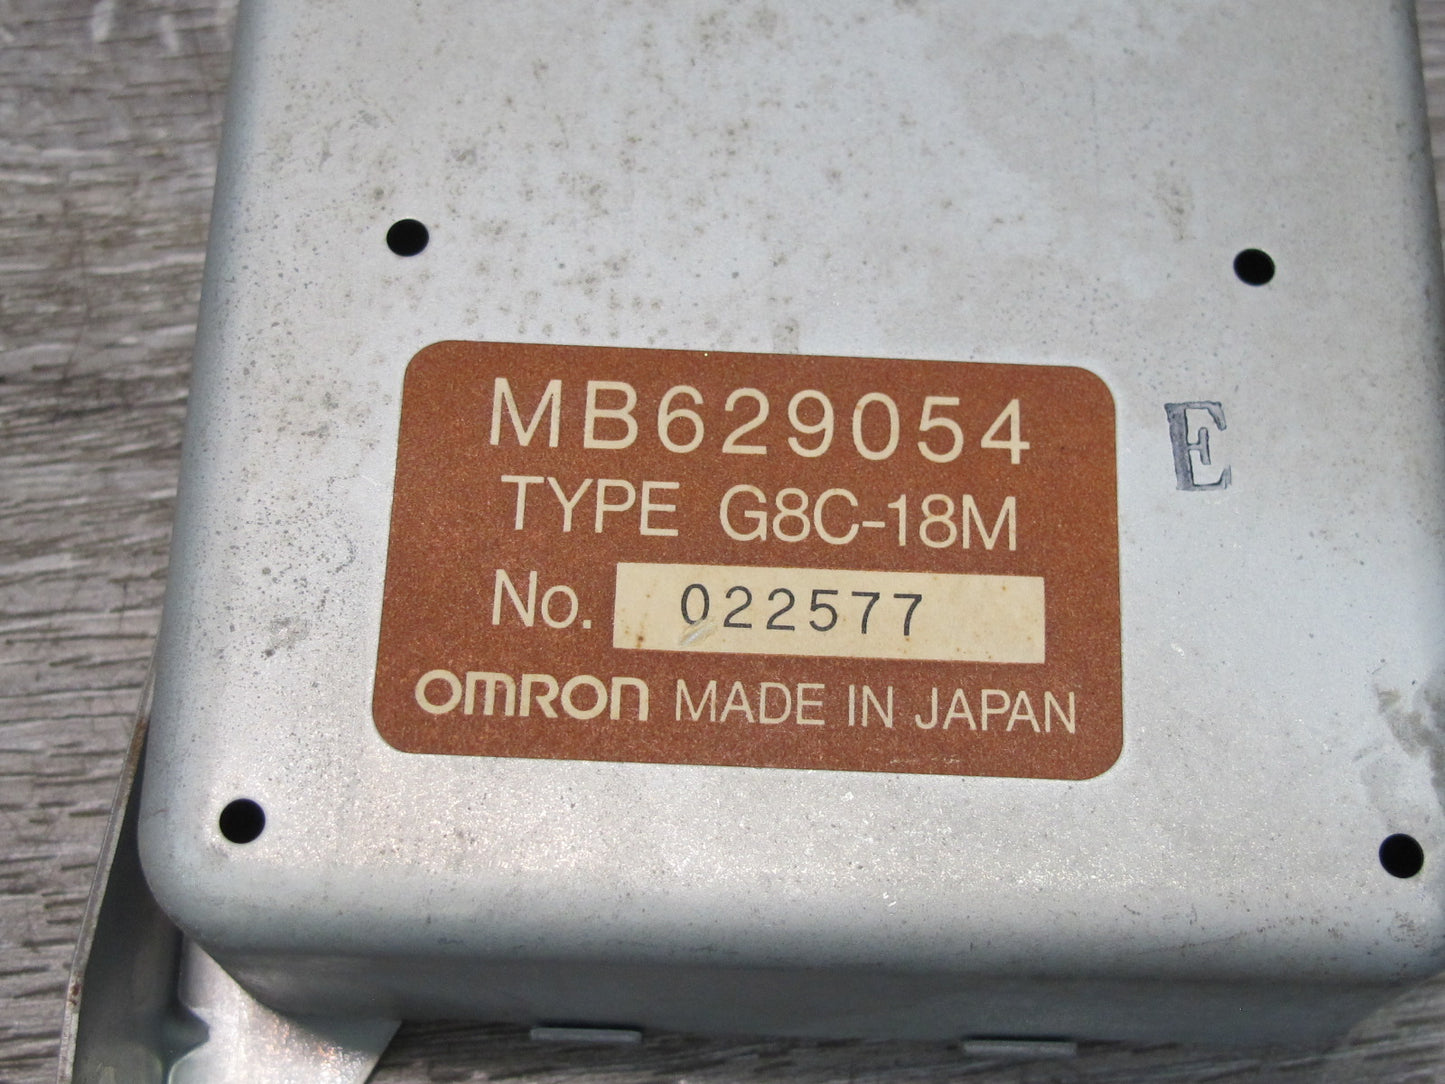 MB629054
TYPE G8C-18M
No. 022577
OMRON MADE IN JAPAN
E